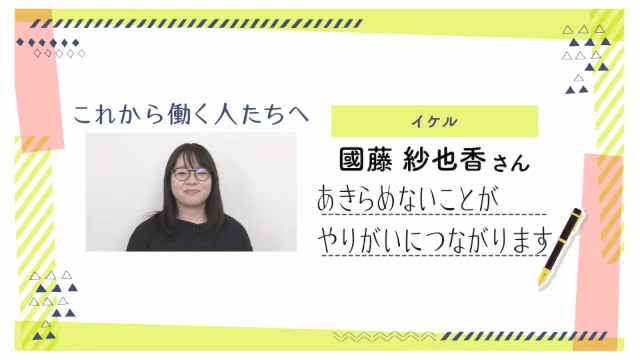 これから働く人たちへ
イケル
國藤 紗也香さん
あきらめないことが
やりがいにつながります